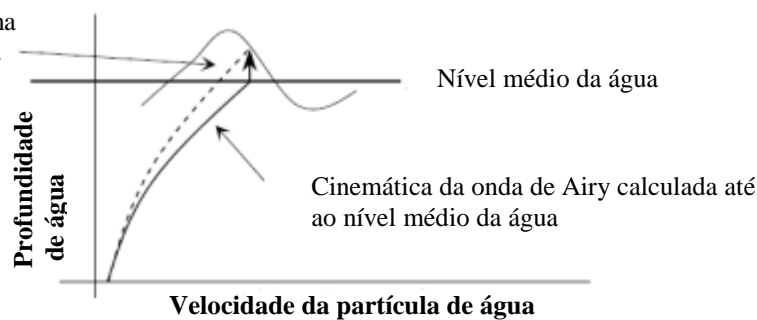 Nível médio da água
Cinemática da onda de Airy calculada até
ao nível médio da água
Profundidade
de água
Velocidade da partícula de água